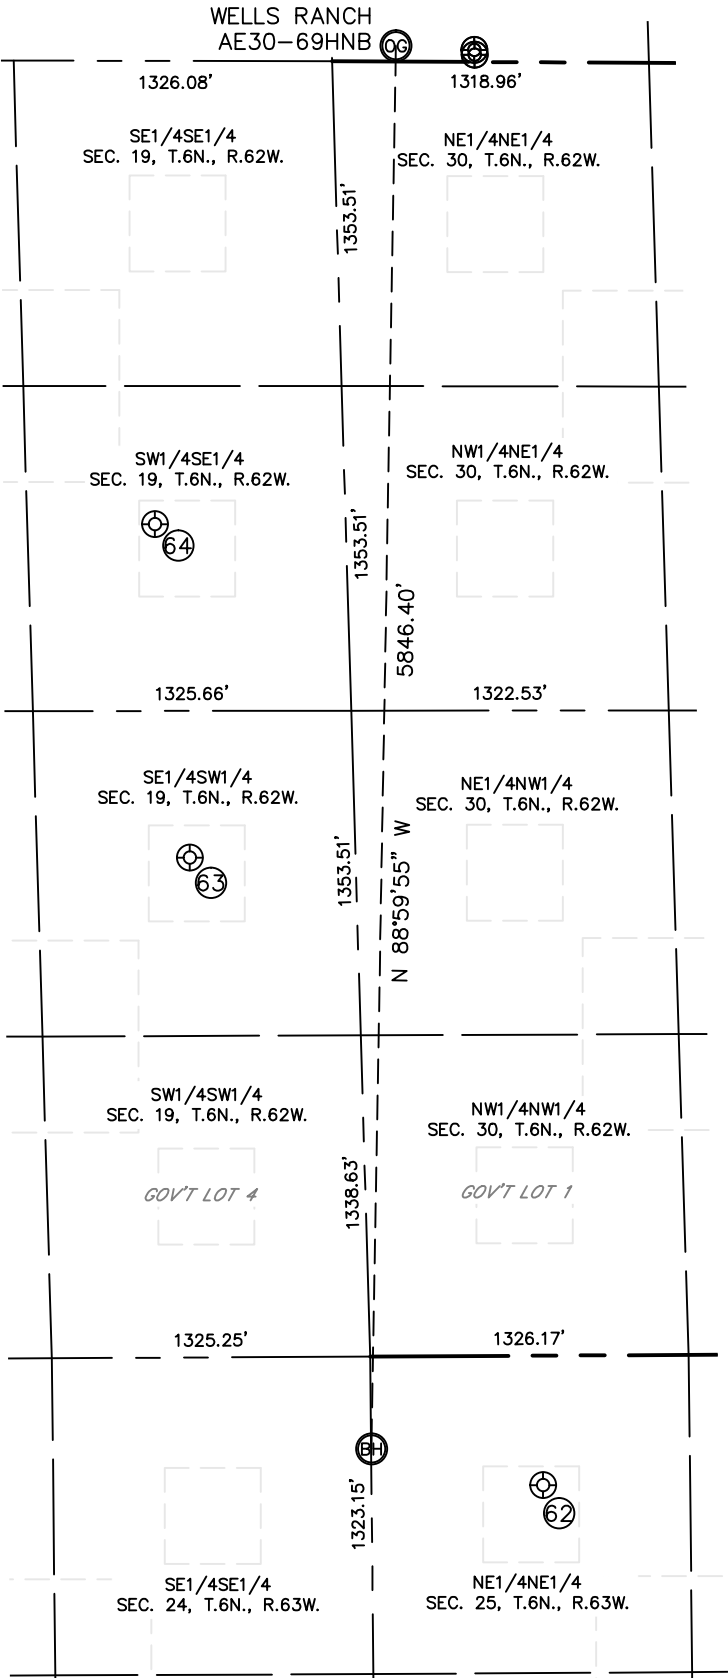 WELLS RANCH
AE30-69HNB
OG
1326.08'
1318.96'
SE1/4SE1/4
SEC. 19, T.6N., R.62W.
NE1/4NE1/4
SEC. 30, T.6N., R.62W.
1353.51'
SW1/4SE1/4
SEC. 19, T.6N., R.62W.
NW1/4NE1/4
SEC. 30, T.6N., R.62W.
64
1353.51'
5846.40'
1325.66'
1322.53'
SE1/4SW1/4
SEC. 19, T.6N., R.62W.
NE1/4NW1/4
SEC. 30, T.6N., R.62W.
63
1353.51'
N 88°59'55" W
SW1/4SW1/4
SEC. 19, T.6N., R.62W.
NW1/4NW1/4
SEC. 30, T.6N., R.62W.
GOV'T LOT 4
GOV'T LOT 1
1338.63'
1325.25'
1326.17'
BH
1323.15'
62
SE1/4SE1/4
SEC. 24, T.6N., R.63W.
NE1/4NE1/4
SEC. 25, T.6N., R.63W.